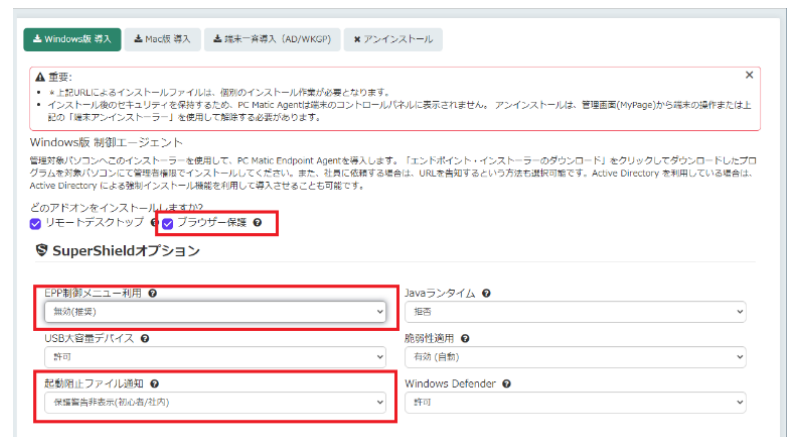 Windows版 導入
Mac版 導入
端末一斉導入 (AD/WKGP)
アンインストール
重要:
※上記URLによるインストールファイルは、個別のインストール作業が必要となります。
インストール後のセキュリティを保持するため、PC Matic Agentは端末のコントロールパネルに表示されません。 アンインストールは、管理画面(MyPage)から端末の操作または上
記の「端末アンインストーラー」を使用して解除する必要があります。
Windows版 制御エージェント
管理対象パソコンへこのインストーラーを使用して、PC Matic Endpoint Agentを導入します。「エンドポイント・インストーラーのダウンロード」をクリックしてダウンロードしたプロ
グラムを対象パソコンにて管理者権限でインストールしてください。また、社員に依頼する場合は、URLを告知するという方法も選択可能です。Active Directory を利用している場合は、
Active Directory による強制インストール機能を利用して導入させることも可能です。
どのアドオンをインストールしますか?
リモートデスクトップ ブラウザー保護
SuperShieldオプション
EPP制御メニュー利用
無効(推奨)
Javaランタイム
拒否
USB大容量デバイス
許可
脆弱性適用
有効 (自動)
起動阻止ファイル通知
保護警告非表示(初心者/社内)
Windows Defender
許可